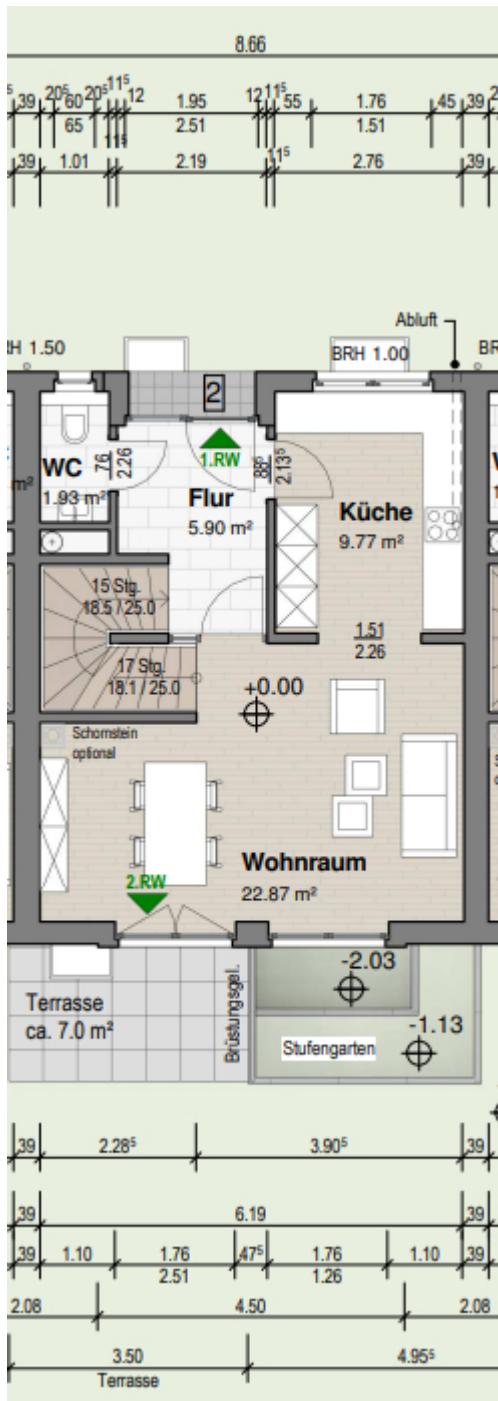 8.66
39 20⁵ 60 20⁵ 11⁵ 12 1.95 12 11⁵ 55 1.76 45 39
65 11⁵ 2.51 1.51
39 1.01 2.19 11⁵ 2.76 39
Abluft
BRH 1.00
1.50
2
WC
1.93 m²
76
2.26
1.RW
88⁵
2.13⁵
Flur
5.90 m²
Küche
9.77 m²
15 Stg.
18.5 / 25.0
17 Stg.
18.1 / 25.0
1.51
2.26
+0.00
Schornstein
optional
Wohnraum
22.87 m²
2.RW
Terrasse
ca. 7.0 m²
Brüstungsgel.
-2.03
-1.13
Stufengarten
39 2.28⁵ 3.90⁵ 39
39 6.19 39
39 1.10 1.76 47⁵ 1.76 1.10 39
2.51 1.26
2.08 4.50 2.08
3.50 4.95⁵
Terrasse